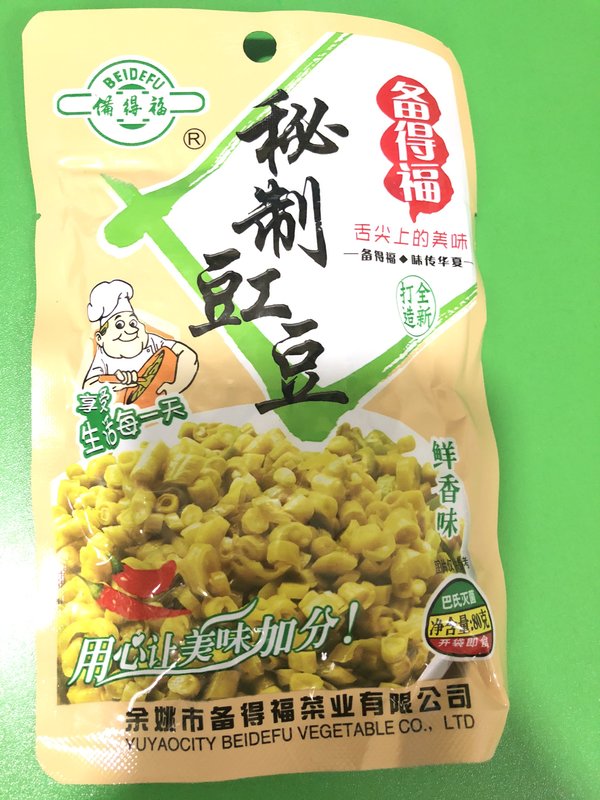 BEIDEFU
備得福
®
备得福
舌尖上的美味
备得福◆味传华夏
全新
打造
秘制豇豆
享受
生活每一天
鲜香味
巴氏灭菌
净含量:80克
开袋即食
用心让美味加分!
余姚市备得福菜业有限公司
YUYAOCITY BEIDEFU VEGETABLE CO., LTD